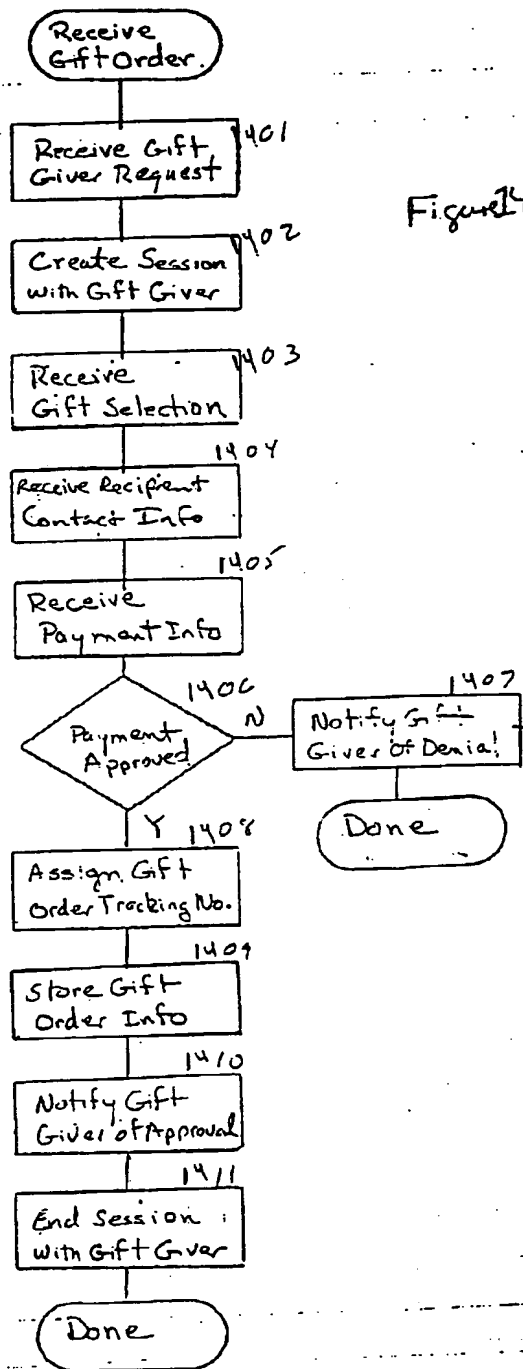 Receive
Gift Order.
1401
Receive Gift
Giver Request
Figure 14
1402
Create Session
with Gift Giver
1403
Receive
Gift Selection
1404
Receive Recipient
Contact Info
1405
Receive
Payment Info
1406
Payment
Approved
N
1407
Notify Gift
Giver of Denial
Done
Y
1408
Assign Gift
Order Tracking No.
1409
Store Gift
Order Info
1410
Notify Gift
Giver of Approval
1411
End Session
with Gift Giver
Done